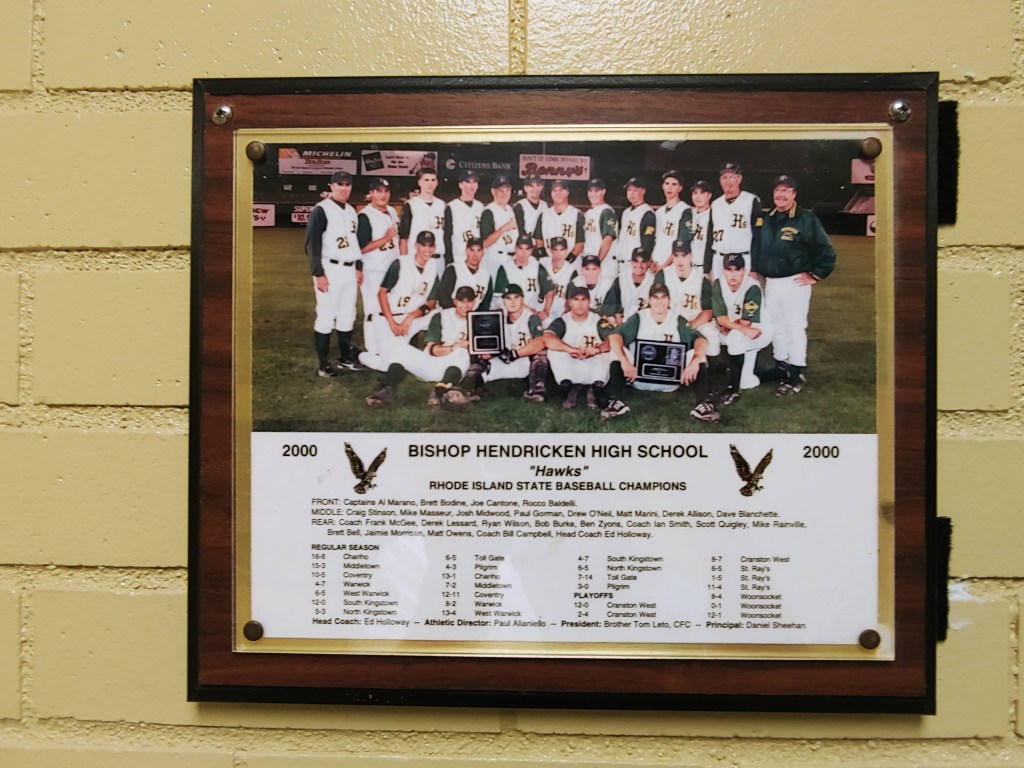 MICHELIN
CITIZENS BANK
Ronny's
2000 BISHOP HENDRICKEN HIGH SCHOOL 2000
"Hawks"
RHODE ISLAND STATE BASEBALL CHAMPIONS
FRONT: Captains Al Marano, Brett Bodine, Joe Cantone, Rocco Baldelli.
MIDDLE: Craig Stinson, Mike Masseur, Josh Midwood, Paul Gorman, Drew O'Neil, Matt Marini, Derek Allison, Dave Blanchette.
REAR: Coach Frank McGee, Derek Lessard, Ryan Wilson, Bob Burke, Ben Zyons, Coach Ian Smith, Scott Quigley, Mike Rainville,
Brett Bell, Jaimie Morrison, Matt Owens, Coach Bill Campbell, Head Coach Ed Holloway.
REGULAR SEASON
16-8 Chariho 6-5 Toll Gate 4-7 South Kingstown 8-7 Cranston West
15-3 Middletown 4-3 Pilgrim 6-5 North Kingstown 6-5 St. Ray's
10-5 Coventry 13-1 Chariho 7-14 Toll Gate 1-5 St. Ray's
4-7 Warwick 7-2 Middletown 3-0 Pilgrim 11-4 St. Ray's
6-5 West Warwick 12-11 Coventry PLAYOFFS 8-4 Woonsocket
12-0 South Kingstown 8-2 Warwick 12-0 Cranston West 0-1 Woonsocket
5-3 North Kingstown 13-4 West Warwick 2-4 Cranston West 12-1 Woonsocket
Head Coach: Ed Holloway – Athletic Director: Paul Alianiello – President: Brother Tom Leto, CFC – Principal: Daniel Sheehan